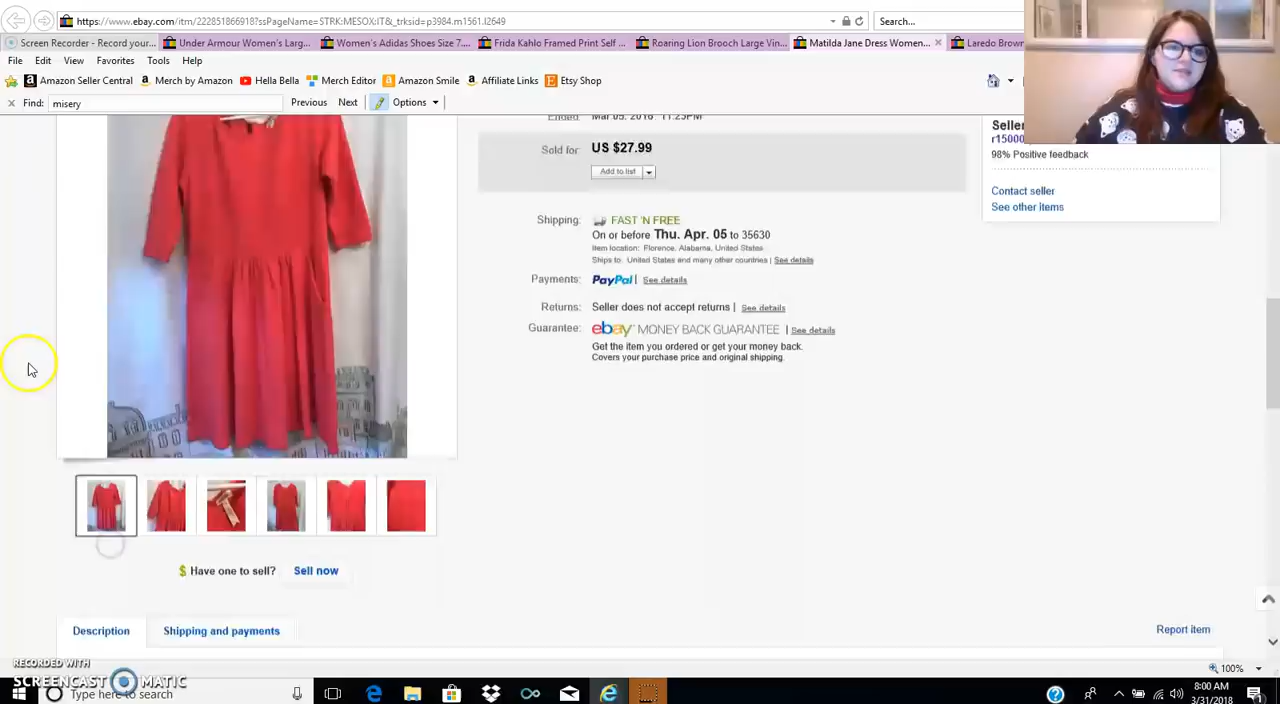 https://www.ebay.com/itm/222851866918?ssPageName=STRK:MESOX:IT&_trksid=p3984.m1561.l2649
Search...
Screen Recorder - Record your...
Under Armour Women's Larg...
Women's Adidas Shoes Size 7....
Frida Kahlo Framed Print Self ...
Roaring Lion Brooch Large Vin...
Matilda Jane Dress Women...
Laredo Brown
File Edit View Favorites Tools Help
Amazon Seller Central
Merch by Amazon
Hella Bella
Merch Editor
Amazon Smile
Affiliate Links
Etsy Shop
Find: misery
Previous Next Options
Ended: Mar 05, 2018 11:23PM
Sold for: US $27.99
Add to list
Seller
r15000
98% Positive feedback
Contact seller
See other items
Shipping: FAST 'N FREE
On or before Thu. Apr. 05 to 35630
Item location: Florence, Alabama, United States
Ships to: United States and many other countries | See details
Payments: PayPal | See details
Returns: Seller does not accept returns | See details
Guarantee: ebay MONEY BACK GUARANTEE | See details
Get the item you ordered or get your money back.
Covers your purchase price and original shipping.
$ Have one to sell? Sell now
Description
Shipping and payments
Report item
100%
RECORDED WITH
SCREENCAST MATIC
Type here to search
8:00 AM
3/31/2018